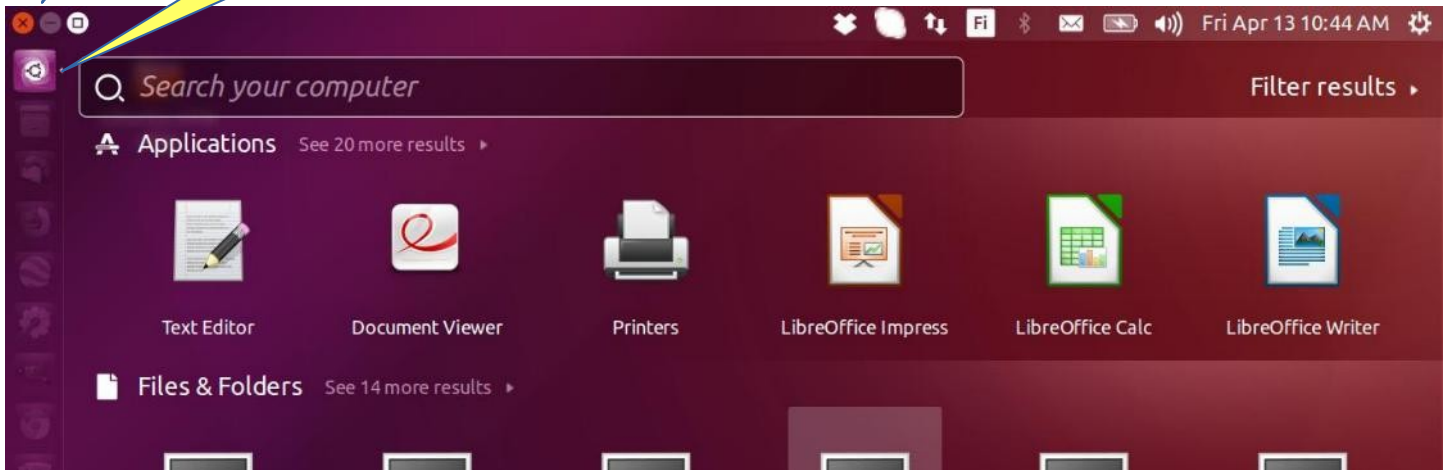 Fi
Fri Apr 13 10:44 AM
Search your computer
Filter results
Applications See 20 more results
Text Editor
Document Viewer
Printers
LibreOffice Impress
LibreOffice Calc
LibreOffice Writer
Files & Folders See 14 more results